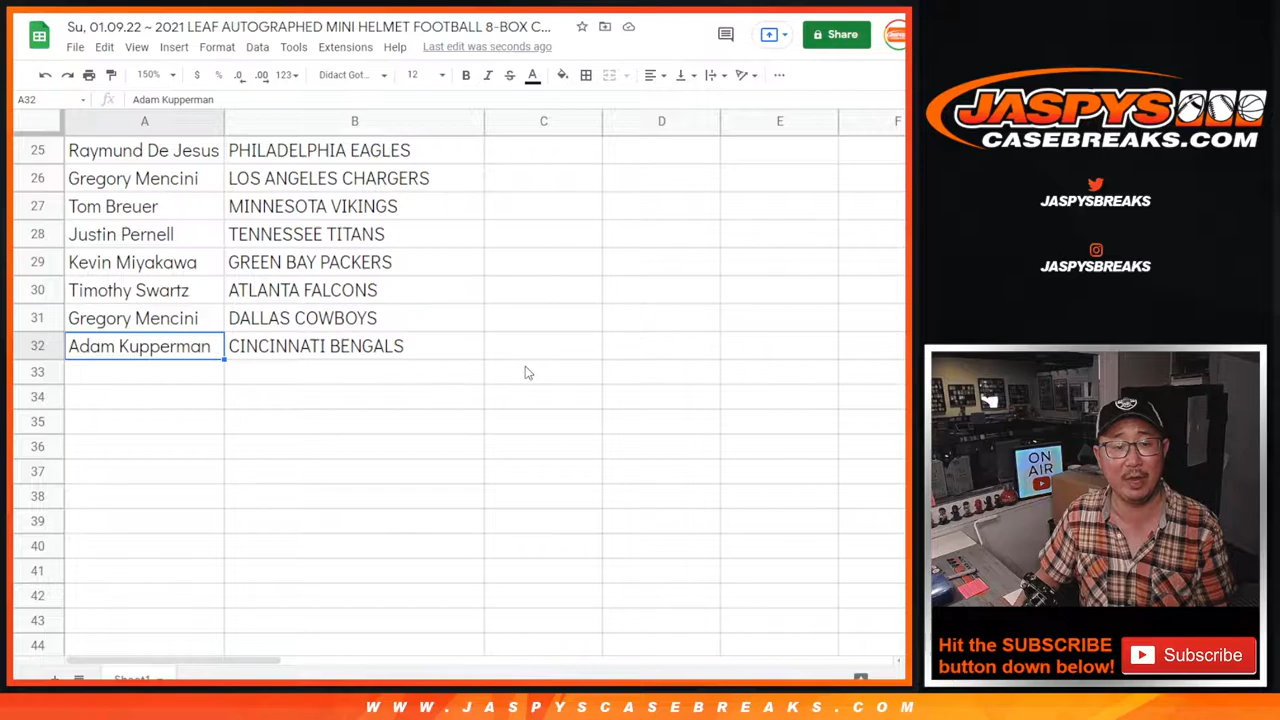 Su, 01.09.22 ~ 2021 LEAF AUTOGRAPHED MINI HELMET FOOTBALL 8-BOX C...
File Edit View Insert Format Data Tools Extensions Help Last edit was seconds ago
Share
150% $ % .0 .00 123 Didact Got... 12 B I S A
A32 fx Adam Kupperman
A B C D E F
25 Raymund De Jesus PHILADELPHIA EAGLES
26 Gregory Mencini LOS ANGELES CHARGERS
27 Tom Breuer MINNESOTA VIKINGS
28 Justin Pernell TENNESSEE TITANS
29 Kevin Miyakawa GREEN BAY PACKERS
30 Timothy Swartz ATLANTA FALCONS
31 Gregory Mencini DALLAS COWBOYS
32 Adam Kupperman CINCINNATI BENGALS
33
34
35
36
37
38
39
40
41
42
43
44
Sheet1
JASPYS
CASEBREAKS.COM
JASPYSBREAKS
JASPYSBREAKS
ON
AIR
Hit the SUBSCRIBE
button down below!
Subscribe
WWW.JASPYSCASEBREAKS.COM